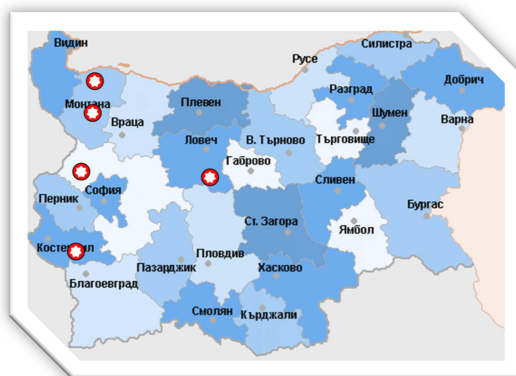 Видин
Силистра
Русе
Добрич
Разград
Монтана
Плевен
Шумен
Враца
Варна
Ловеч
В. Търново
Търговище
Габрово
София
Сливен
Перник
Бургас
Ст. Загора
Ямбол
Пловдив
Пазарджик
Хасково
Благоевград
Смолян
Кърджали